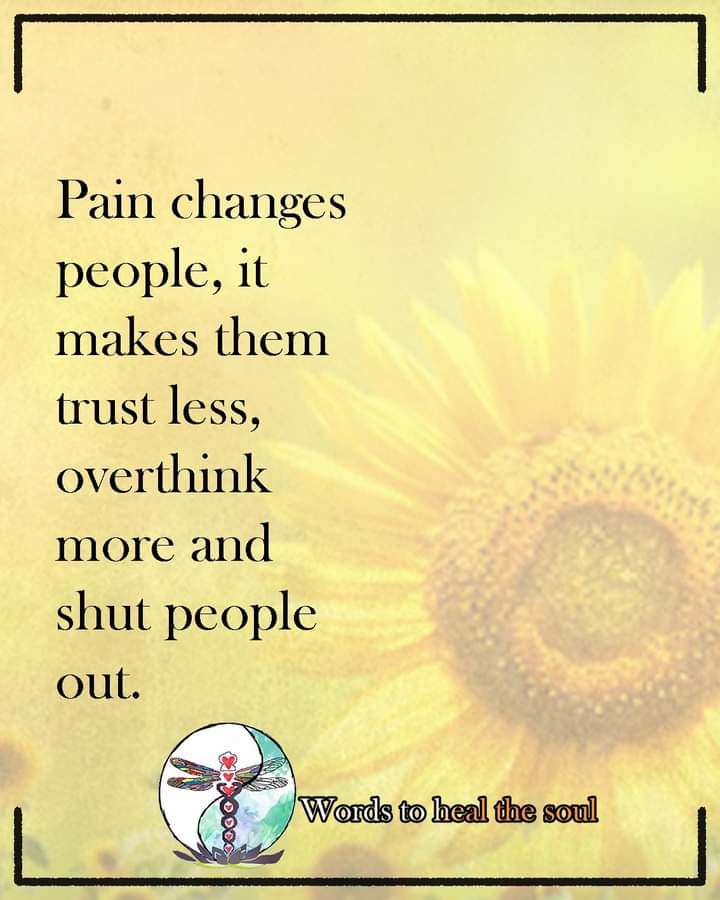 Pain changes
people, it
makes them
trust less,
overthink
more and
shut people
out.
Words to heal the soul